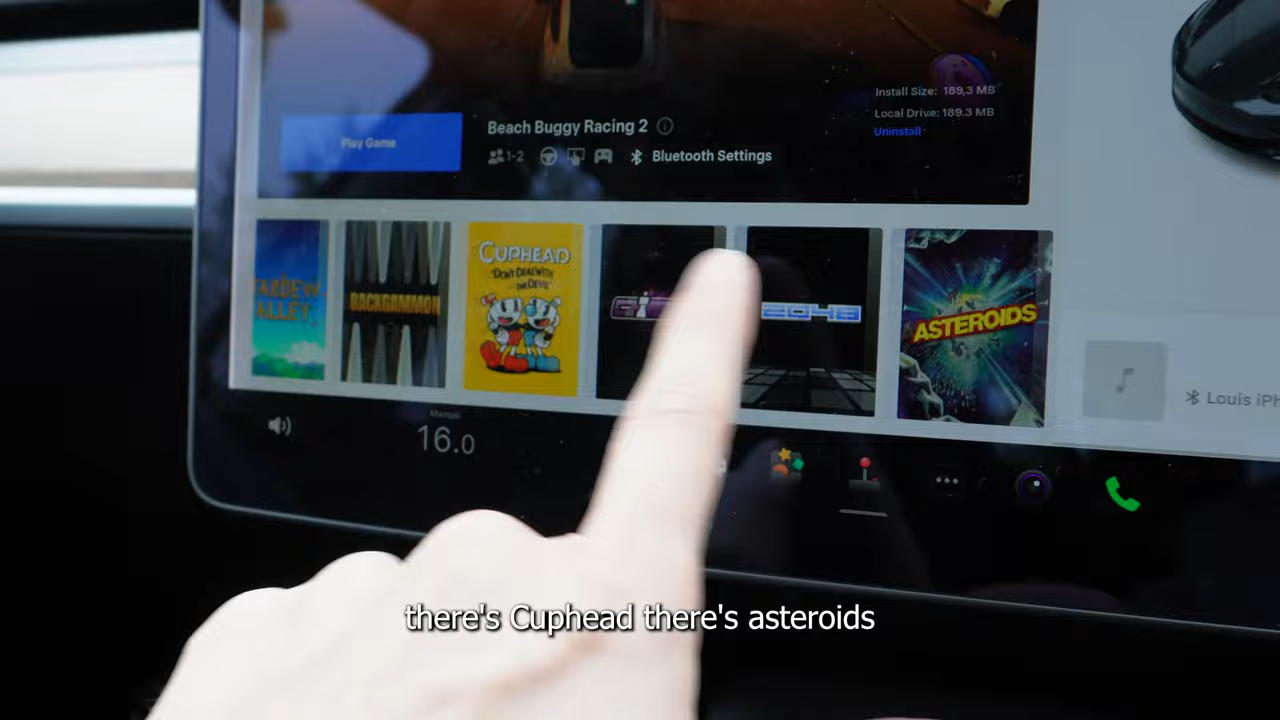 Install Size: 189.3 MB
Local Drive: 189.3 MB
Uninstall
Play Game
Beach Buggy Racing 2
1-2
Bluetooth Settings
CUPHEAD
"DON'T DEAL WITH
THE DEVIL"
BACKGAMMON
2048
ASTEROIDS
Louis iPh
16.0
there's Cuphead there's asteroids